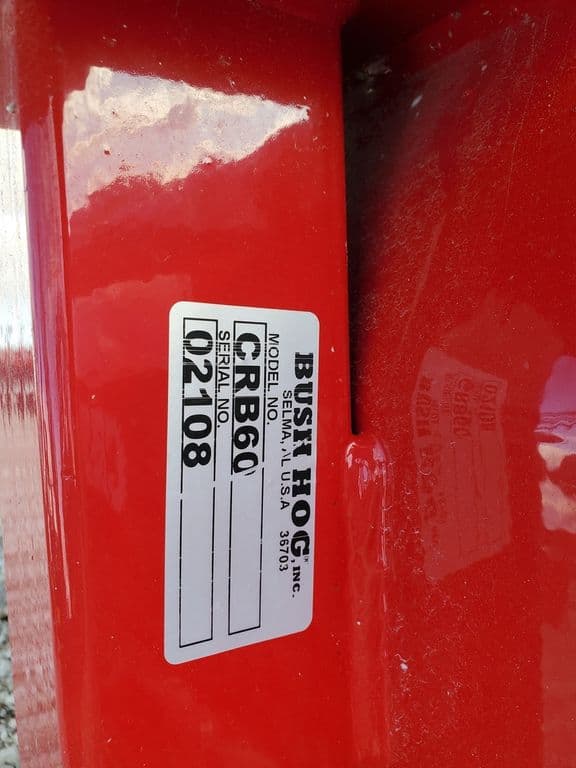 BUSH HOG, INC.
SELMA, AL U.S.A 36703
MODEL NO.
CRB60
SERIAL NO.
02108